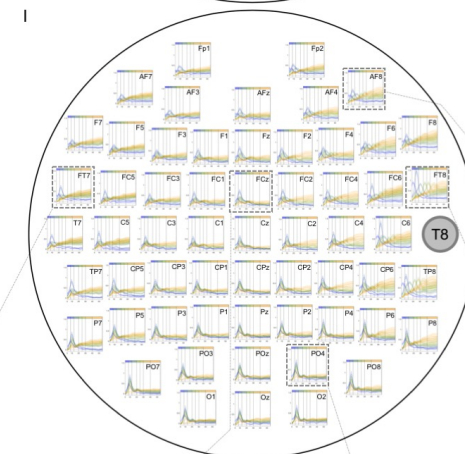 I
Fp1 Fp2
AF7 AF8
AF3 AFz AF4
F7 F5 F3 F1 Fz F2 F4 F6 F8
FT7 FC5 FC3 FC1 FCz FC2 FC4 FC6 FT8
T7 C5 C3 C1 Cz C2 C4 C6 T8
TP7 CP5 CP3 CP1 CPz CP2 CP4 CP6 TP8
P7 P5 P3 P1 Pz P2 P4 P6 P8
PO7 PO3 POz PO4 PO8
O1 Oz O2